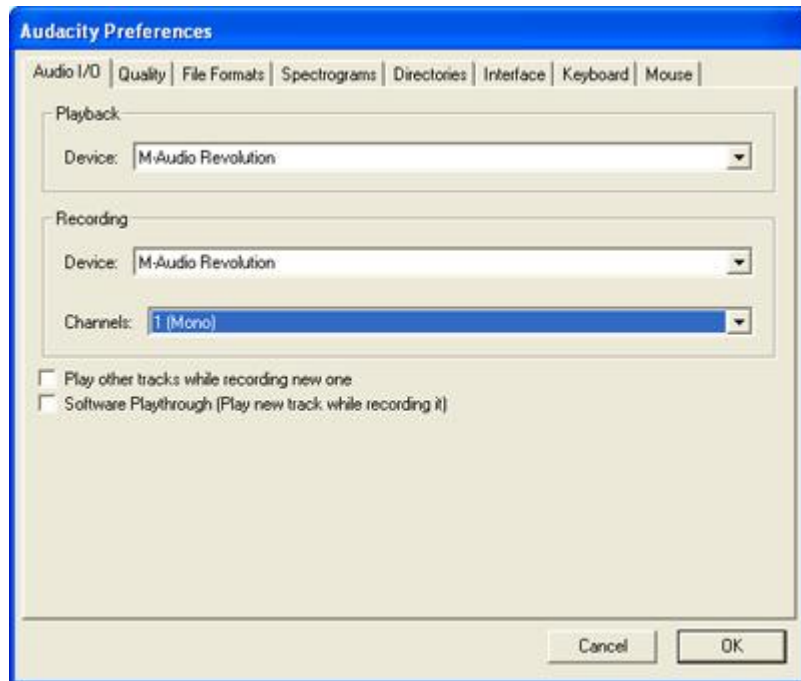 Audacity Preferences
Audio I/O Quality File Formats Spectrograms Directories Interface Keyboard Mouse
Playback
Device: M-Audio Revolution
Recording
Device: M-Audio Revolution
Channels: 1 (Mono)
Play other tracks while recording new one
Software Playthrough (Play new track while recording it)
Cancel OK